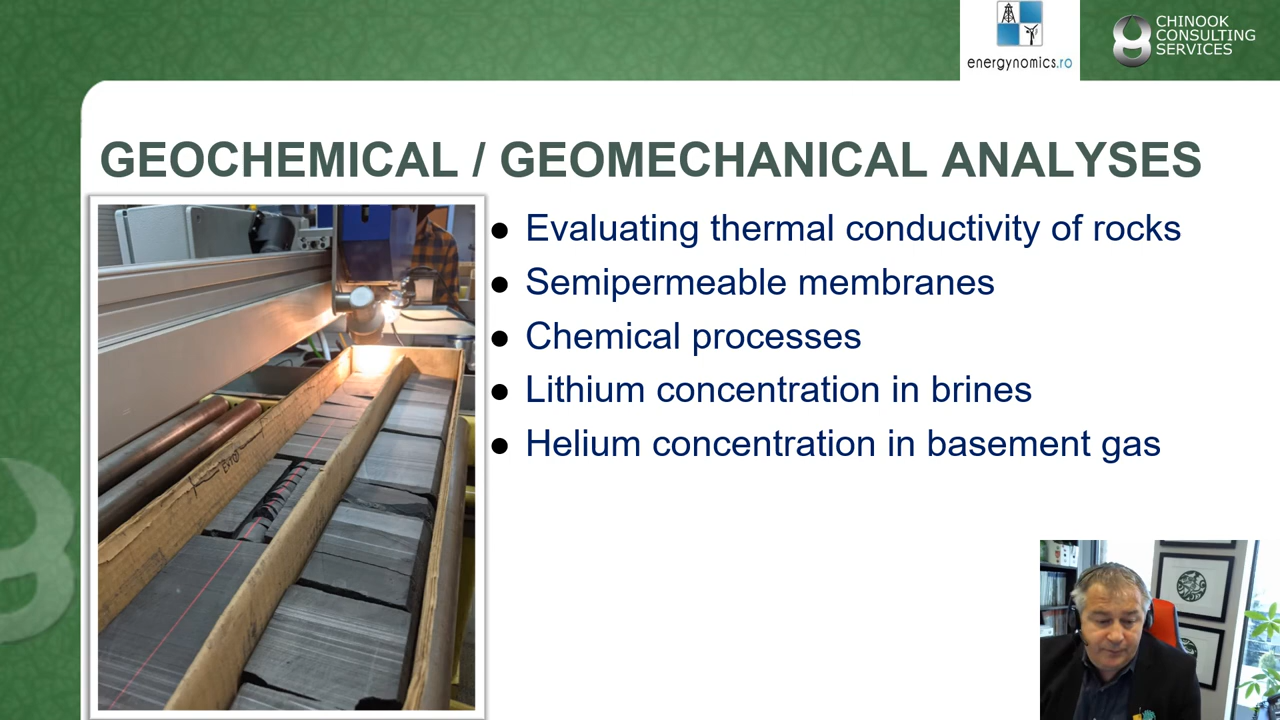 energynomics.ro
CHINOOK
CONSULTING
SERVICES
GEOCHEMICAL / GEOMECHANICAL ANALYSES
Evaluating thermal conductivity of rocks
Semipermeable membranes
Chemical processes
Lithium concentration in brines
Helium concentration in basement gas